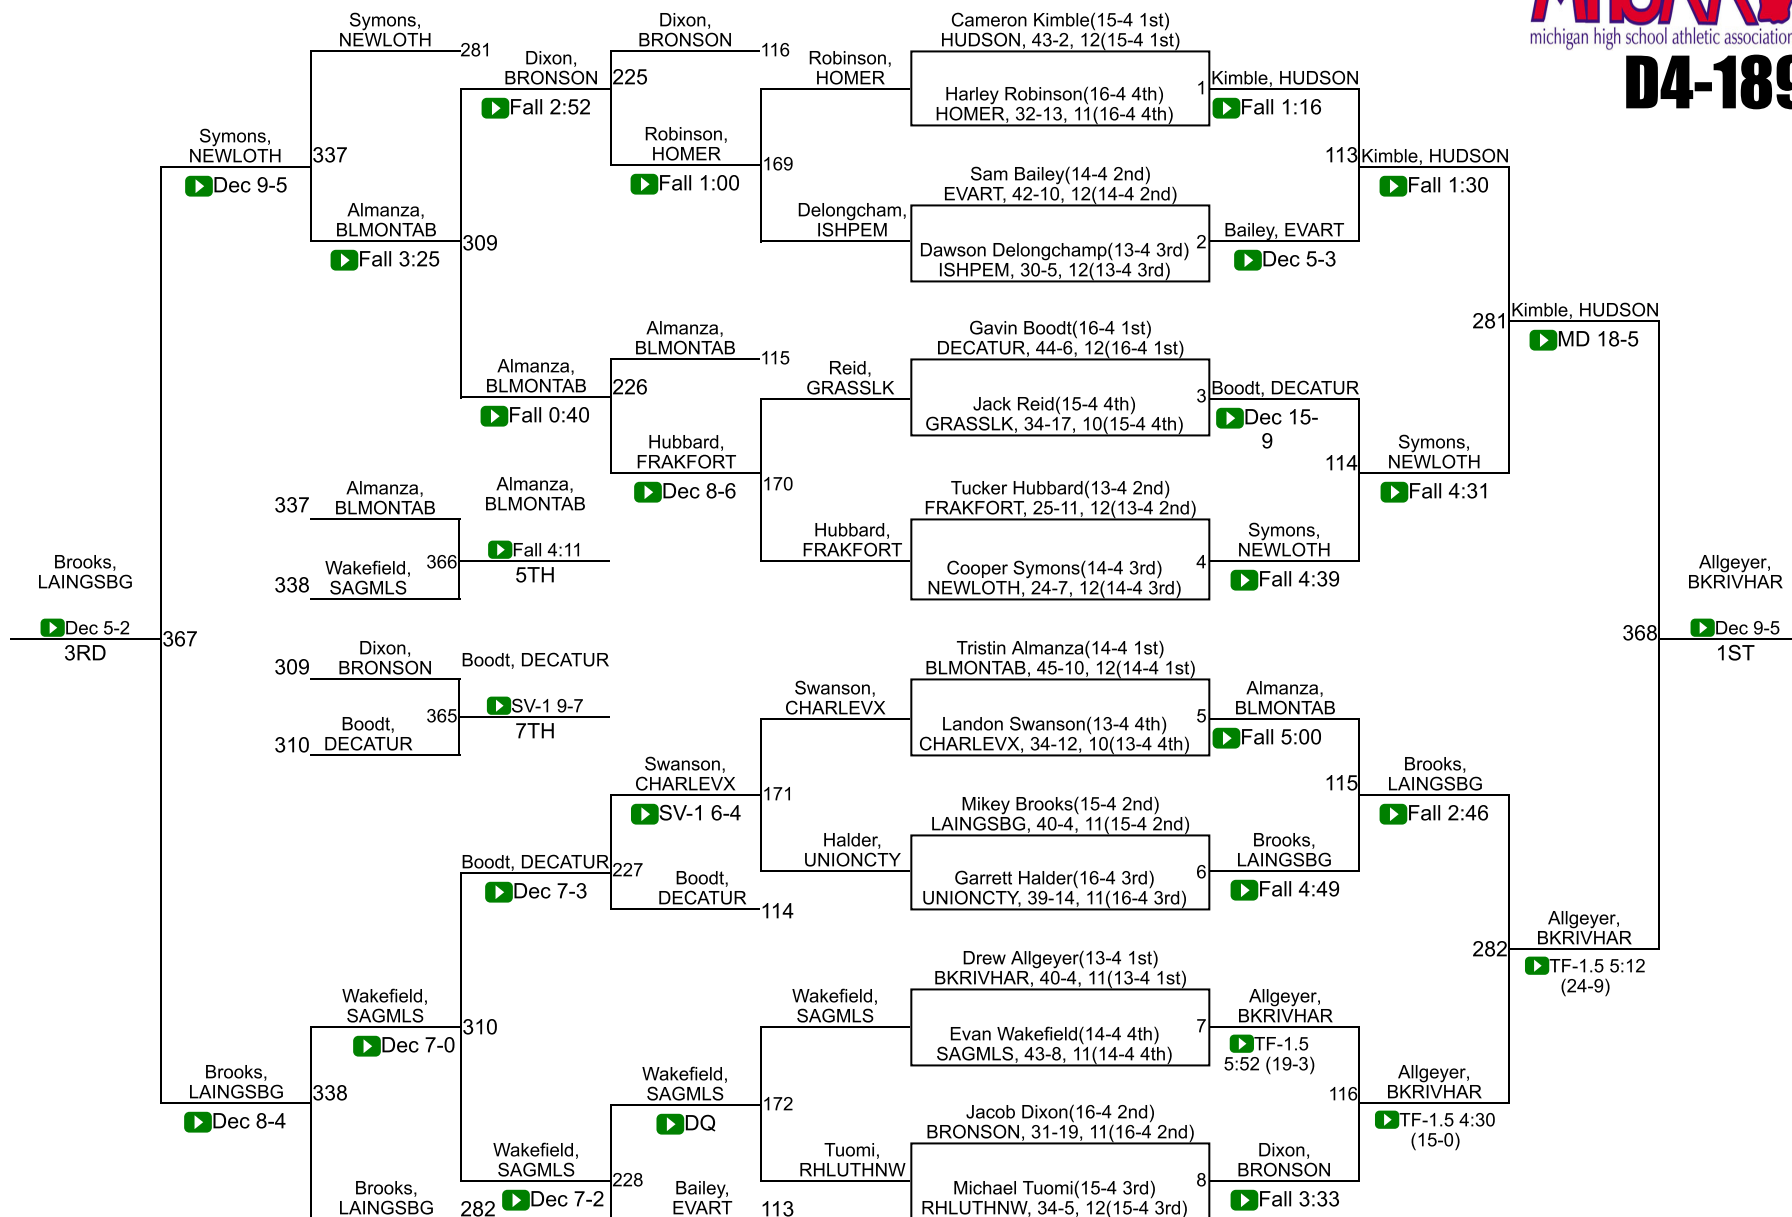 MHSAA
michigan high school athletic association
D4-189
Symons,
NEWLOTH
281
Dixon,
BRONSON
Fall 2:52
225
Dixon,
BRONSON
116
Robinson,
HOMER
Cameron Kimble(15-4 1st)
HUDSON, 43-2, 12(15-4 1st)
Harley Robinson(16-4 4th)
HOMER, 32-13, 11(16-4 4th)
1
Kimble, HUDSON
Fall 1:16
Symons,
NEWLOTH
Dec 9-5
337
Robinson,
HOMER
Fall 1:00
169
Sam Bailey(14-4 2nd)
EVART, 42-10, 12(14-4 2nd)
113
Kimble, HUDSON
Fall 1:30
Almanza,
BLMONTAB
Fall 3:25
309
Delongcham,
ISHPEM
Dawson Delongchamp(13-4 3rd)
ISHPEM, 30-5, 12(13-4 3rd)
2
Bailey, EVART
Dec 5-3
281
Kimble, HUDSON
MD 18-5
Almanza,
BLMONTAB
Fall 0:40
226
Almanza,
BLMONTAB
115
Reid,
GRASSLK
Gavin Boodt(16-4 1st)
DECATUR, 44-6, 12(16-4 1st)
Jack Reid(15-4 4th)
GRASSLK, 34-17, 10(15-4 4th)
3
Boodt, DECATUR
Dec 15-
9
Hubbard,
FRAKFORT
Dec 8-6
170
114
Symons,
NEWLOTH
Fall 4:31
337
Almanza,
BLMONTAB
Almanza,
BLMONTAB
Tucker Hubbard(13-4 2nd)
FRAKFORT, 25-11, 12(13-4 2nd)
Hubbard,
FRAKFORT
Cooper Symons(14-4 3rd)
NEWLOTH, 24-7, 12(14-4 3rd)
4
Symons,
NEWLOTH
Fall 4:39
338
Wakefield,
SAGMLS
366
Fall 4:11
5TH
Brooks,
LAINGSBG
Dec 5-2
3RD
367
Allgeyer,
BKRIVHAR
368
Dec 9-5
1ST
309
Dixon,
BRONSON
Boodt, DECATUR
310
Boodt,
DECATUR
365
SV-1 9-7
7TH
Swanson,
CHARLEVX
Tristin Almanza(14-4 1st)
BLMONTAB, 45-10, 12(14-4 1st)
Landon Swanson(13-4 4th)
CHARLEVX, 34-12, 10(13-4 4th)
5
Almanza,
BLMONTAB
Fall 5:00
Swanson,
CHARLEVX
SV-1 6-4
171
115
Brooks,
LAINGSBG
Fall 2:46
Halder,
UNIONCTY
Mikey Brooks(15-4 2nd)
LAINGSBG, 40-4, 11(15-4 2nd)
Garrett Halder(16-4 3rd)
UNIONCTY, 39-14, 11(16-4 3rd)
6
Brooks,
LAINGSBG
Fall 4:49
Boodt, DECATUR
Dec 7-3
227
Boodt,
DECATUR
114
282
Allgeyer,
BKRIVHAR
TF-1.5 5:12
(24-9)
Wakefield,
SAGMLS
Dec 7-0
310
Wakefield,
SAGMLS
Drew Allgeyer(13-4 1st)
BKRIVHAR, 40-4, 11(13-4 1st)
Evan Wakefield(14-4 4th)
SAGMLS, 43-8, 11(14-4 4th)
7
Allgeyer,
BKRIVHAR
TF-1.5
5:52 (19-3)
Brooks,
LAINGSBG
Dec 8-4
338
Wakefield,
SAGMLS
DQ
172
116
Allgeyer,
BKRIVHAR
TF-1.5 4:30
(15-0)
Wakefield,
SAGMLS
Dec 7-2
228
Tuomi,
RHLUTHNW
Jacob Dixon(16-4 2nd)
BRONSON, 31-19, 11(16-4 2nd)
Michael Tuomi(15-4 3rd)
RHLUTHNW, 34-5, 12(15-4 3rd)
8
Dixon,
BRONSON
Fall 3:33
Brooks,
LAINGSBG
282
Bailey,
EVART
113